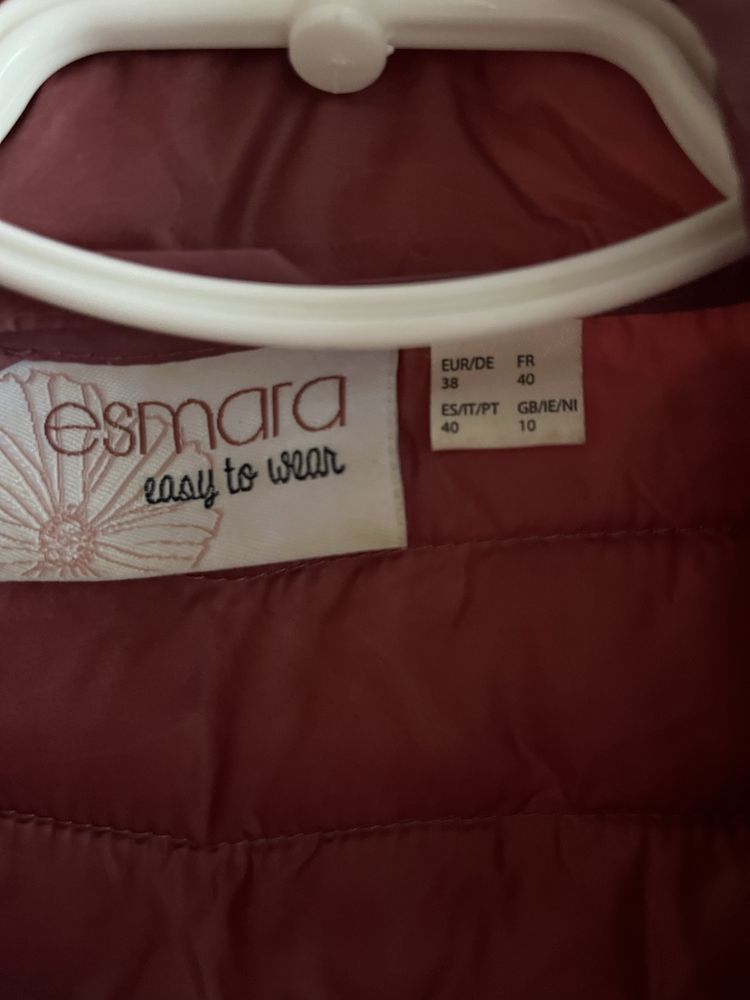 esmara
easy to wear
EUR/DE FR
38 40
ES/IT/PT GB/IE/NI
40 10